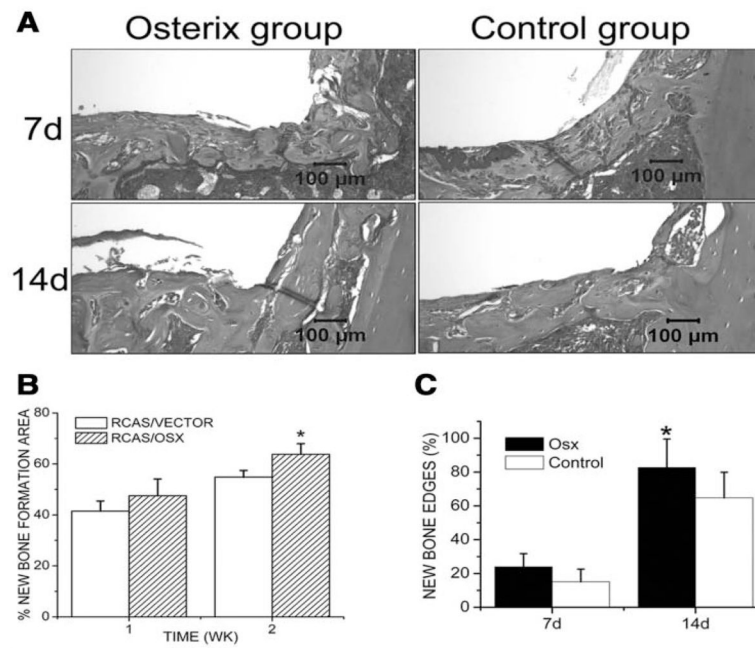 A
Osterix group
Control group
7d
100 µm
100 µm
14d
100 µm
100 µm
B
% NEW BONE FORMATION AREA
80
60
40
20
0
RCAS/VECTOR
RCAS/OSX
*
1
2
TIME (WK)
C
NEW BONE EDGES (%)
100
80
60
40
20
0
Osx
Control
*
7d
14d